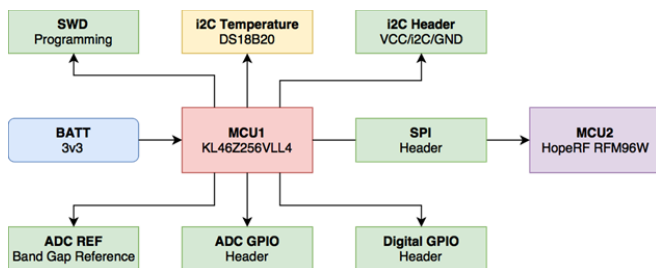 SWD
Programming
i2C Temperature
DS18B20
i2C Header
VCC/i2C/GND
BATT
3v3
MCU1
KL46Z256VLL4
SPI
Header
MCU2
HopeRF RFM96W
ADC REF
Band Gap Reference
ADC GPIO
Header
Digital GPIO
Header